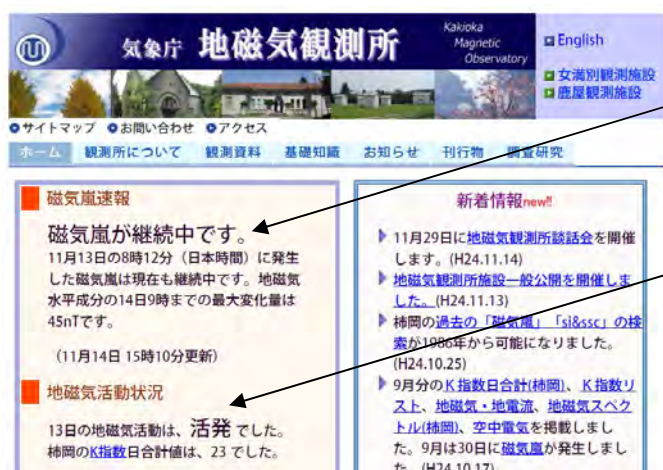 気象庁 地磁気観測所
Kakioka
Magnetic
Observatory
English
女満別観測施設
鹿屋観測施設
サイトマップ お問い合わせ アクセス
ホーム 観測所について 観測資料 基礎知識 お知らせ 刊行物 調査研究
磁気嵐速報
磁気嵐が継続中です。
11月13日の8時12分（日本時間）に発生
した磁気嵐は現在も継続中です。地磁気
水平成分の14日9時までの最大変化量は
45nTです。
（11月14日 15時10分更新）
地磁気活動状況
13日の地磁気活動は、活発 でした。
柿岡のK指数日合計値は、23 でした。
新着情報new!!
11月29日に地磁気観測所談話会を開催
します。(H24.11.14)
地磁気観測所施設一般公開を開催しま
した。(H24.11.13)
柿岡の過去の「磁気嵐」「si&ssc」の検
索が1986年から可能になりました。
(H24.10.25)
9月分のK指数日合計(柿岡)、K指数リ
スト、地磁気・地電流、地磁気スペク
トル(柿岡)、空中電気を掲載しまし
た。9月は30日に磁気嵐が発生しまし
た。(H24.10.17)